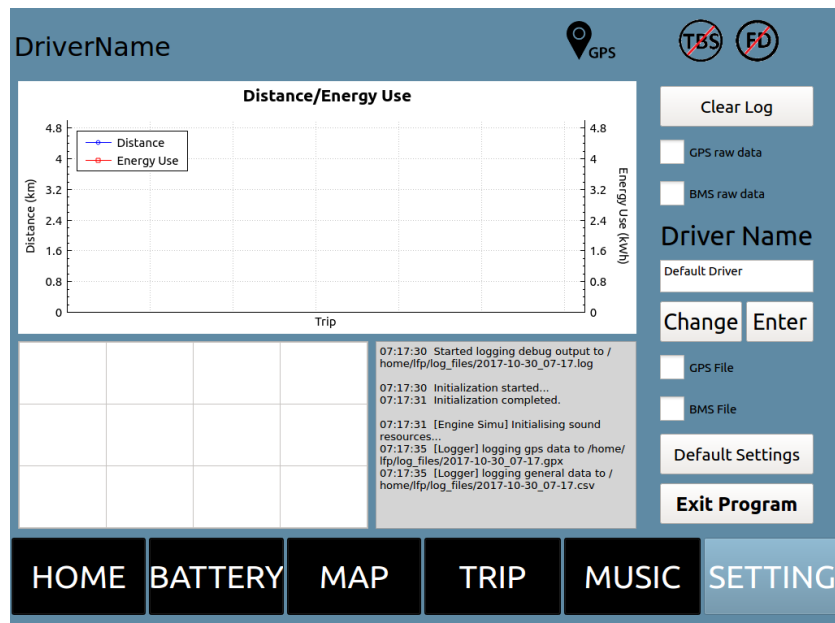 DriverName
GPS
TBS
FD
Distance/Energy Use
4.8
4
3.2
2.4
1.6
0.8
0
Distance (km)
Distance
Energy Use
4.8
4
3.2
2.4
1.6
0.8
0
Energy Use (kWh)
Trip
07:17:30 Started logging debug output to /
home/lfp/log_files/2017-10-30_07-17.log
07:17:30 Initialization started...
07:17:31 Initialization completed.
07:17:31 [Engine Simu] Initialising sound
resources...
07:17:35 [Logger] logging gps data to /home/
lfp/log_files/2017-10-30_07-17.gpx
07:17:35 [Logger] logging general data to /
home/lfp/log_files/2017-10-30_07-17.csv
Clear Log
GPS raw data
BMS raw data
Driver Name
Default Driver
Change Enter
GPS File
BMS File
Default Settings
Exit Program
HOME BATTERY MAP TRIP MUSIC SETTING